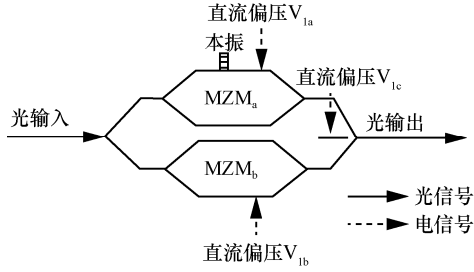 直流偏压V1a
本振
直流偏压V1c
MZMa
光输入
光输出
MZMb
光信号
电信号
直流偏压V1b